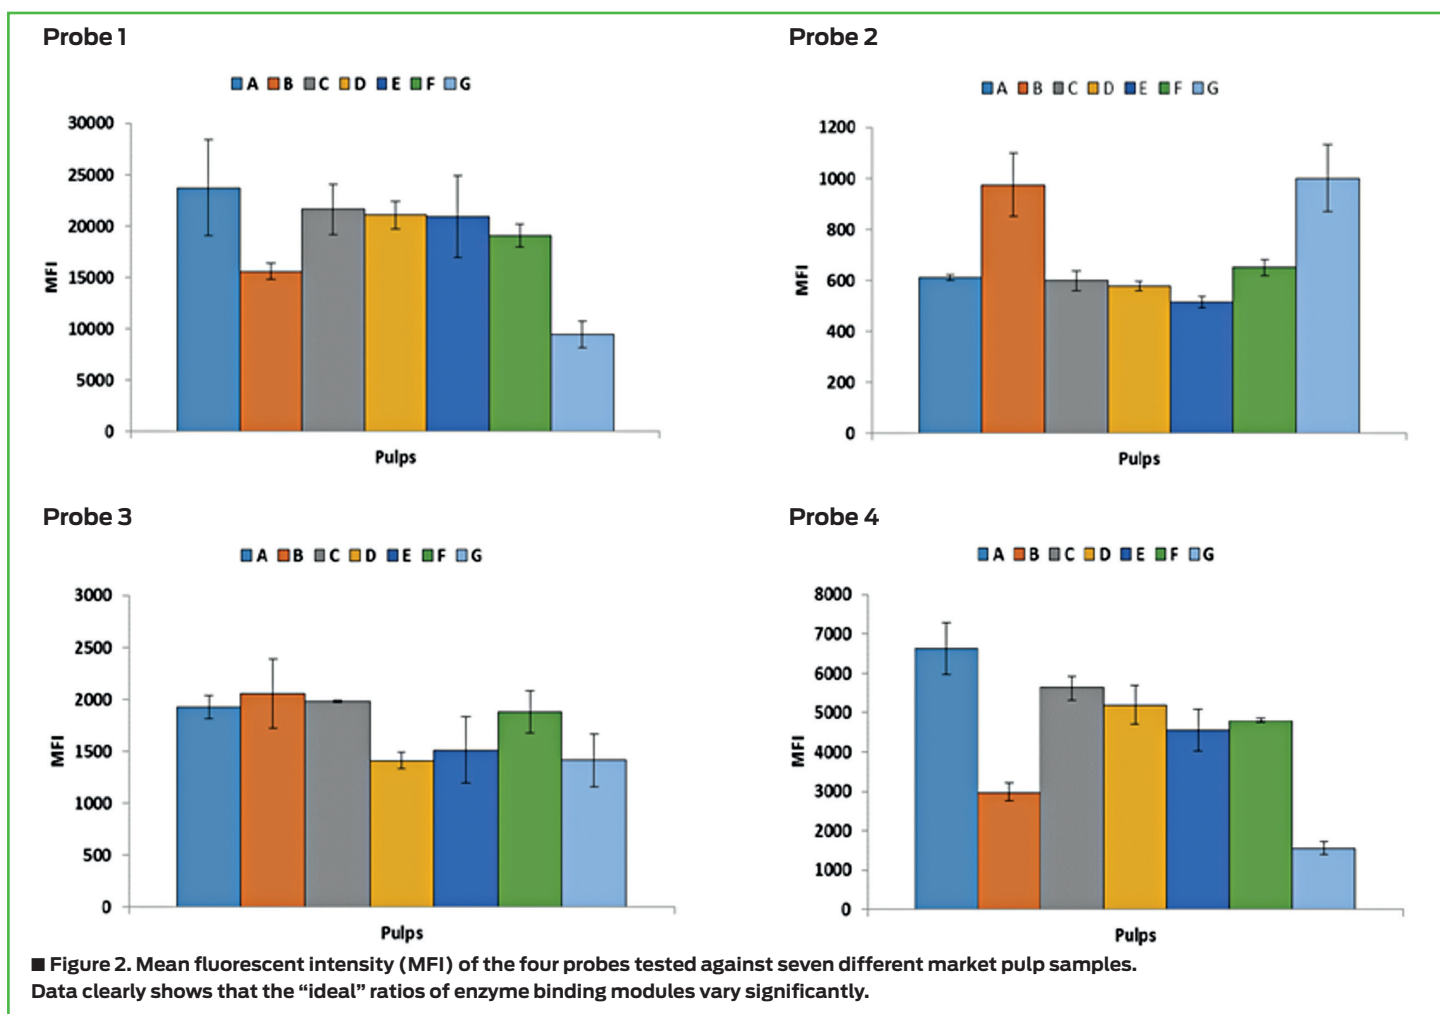 Probe 1
A B C D E F G
30000
25000
20000
15000
10000
5000
0
MFI
Pulps
Probe 2
A B C D E F G
1200
1000
800
600
400
200
0
MFI
Pulps
Probe 3
A B C D E F G
3000
2500
2000
1500
1000
500
0
MFI
Pulps
Probe 4
A B C D E F G
8000
7000
6000
5000
4000
3000
2000
1000
0
MFI
Pulps
■ Figure 2. Mean fluorescent intensity (MFI) of the four probes tested against seven different market pulp samples.
Data clearly shows that the “ideal” ratios of enzyme binding modules vary significantly.